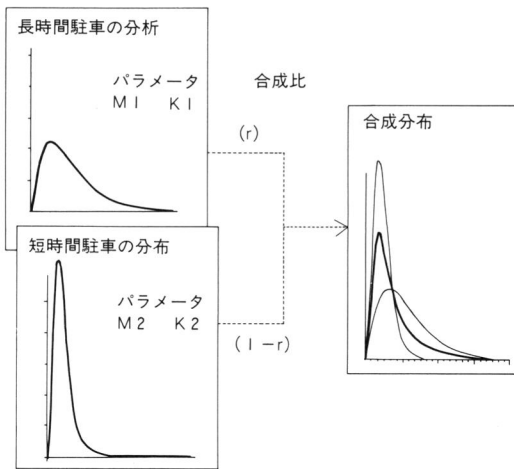 長時間駐車の分析
パラメータ
M1 K1
合成比
(r)
合成分布
短時間駐車の分布
パラメータ
M2 K2
(1-r)